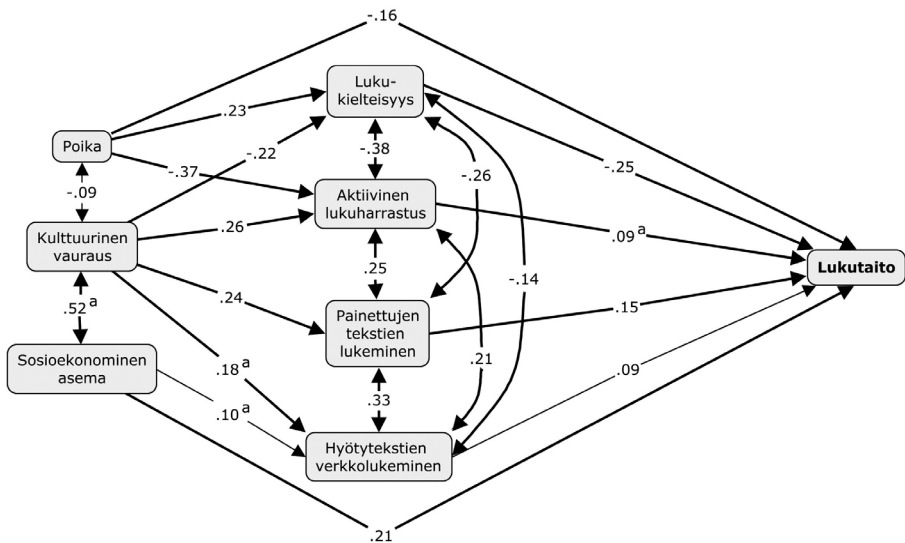 -.16
Luku-
kielteisyys
.23
Poika
-.22
-.38
-.25
-.37
-.26
-.09
Aktiivinen
lukuharrastus
Kulttuurinen
vauraus
.26
.09 a
.25
-.14
Lukutaito
.52 a
.24
Painettujen
tekstien
lukeminen
.15
Sosioekonominen
asema
.18 a
.21
.09
.10 a
.33
Hyötytekstien
verkkolukeminen
.21